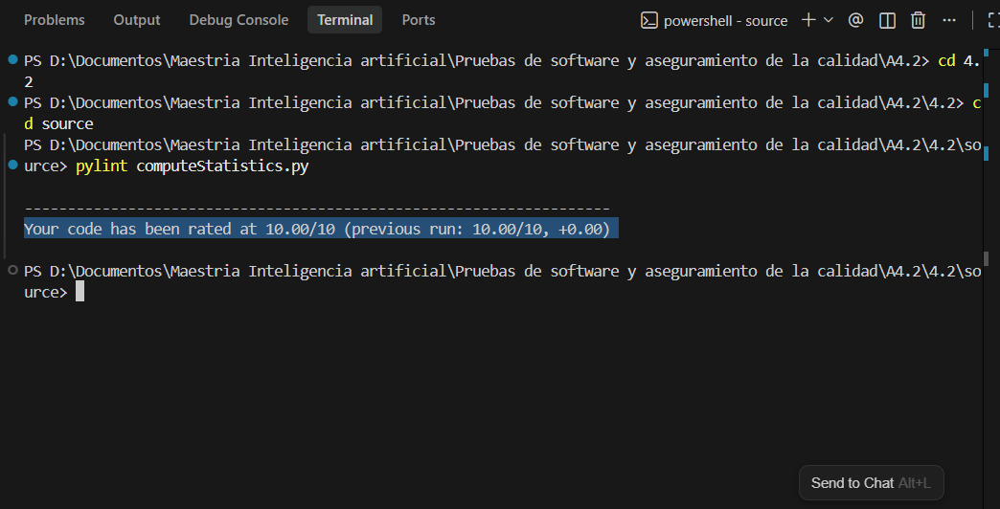 Problems Output Debug Console Terminal Ports powershell - source
PS D:\Documentos\Maestria Inteligencia artificial\Pruebas de software y aseguramiento de la calidad\A4.2> cd 4.
2
PS D:\Documentos\Maestria Inteligencia artificial\Pruebas de software y aseguramiento de la calidad\A4.2\4.2> c
d source
PS D:\Documentos\Maestria Inteligencia artificial\Pruebas de software y aseguramiento de la calidad\A4.2\4.2\so
urce> pylint computeStatistics.py
--------------------------------------------------------------------
Your code has been rated at 10.00/10 (previous run: 10.00/10, +0.00)
PS D:\Documentos\Maestria Inteligencia artificial\Pruebas de software y aseguramiento de la calidad\A4.2\4.2\so
urce>
Send to Chat Alt+L